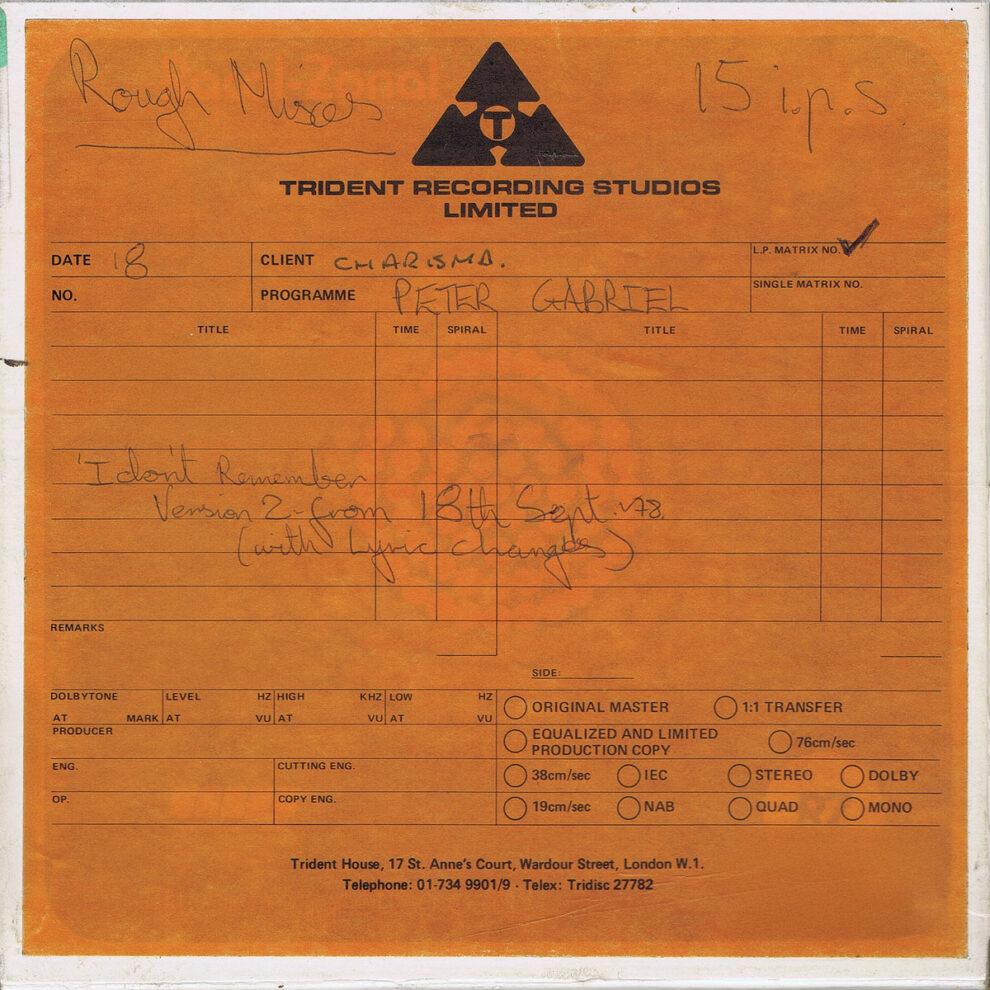 Rough Mixes
15 i.p.s.
T
TRIDENT RECORDING STUDIOS
LIMITED
DATE 18
CLIENT CHARISMA.
L.P. MATRIX NO. ✓
NO.
PROGRAMME PETER GABRIEL
SINGLE MATRIX NO.
TITLE TIME SPIRAL TITLE TIME SPIRAL
'I don't Remember
Version 2 - from 18th Sept. '78.
(with Lyric changes)
REMARKS
SIDE:
DOLBYTONE LEVEL HZ HIGH KHZ LOW HZ
AT MARK AT VU AT VU AT VU
PRODUCER
ENG. CUTTING ENG.
OP. COPY ENG.
ORIGINAL MASTER 1:1 TRANSFER
EQUALIZED AND LIMITED
PRODUCTION COPY 76cm/sec
38cm/sec IEC STEREO DOLBY
19cm/sec NAB QUAD MONO
Trident House, 17 St. Anne's Court, Wardour Street, London W.1.
Telephone: 01-734 9901/9 · Telex: Tridisc 27782